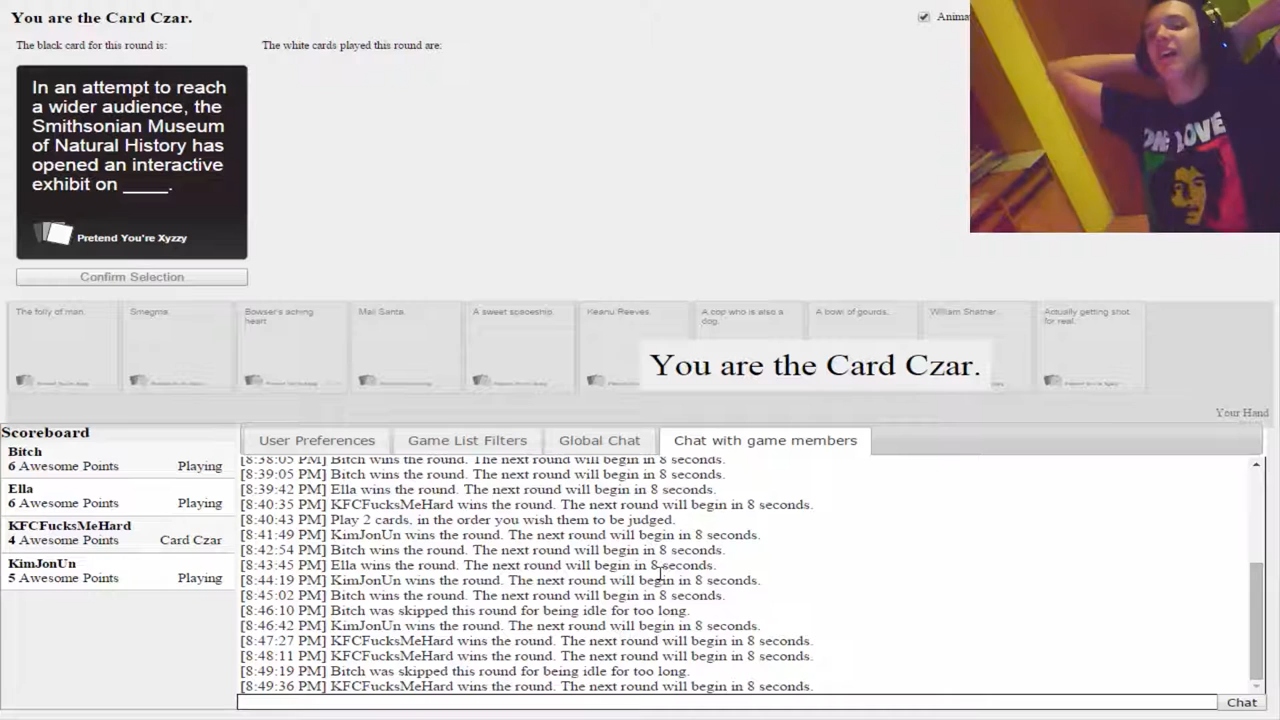 You are the Card Czar.
Anima
The black card for this round is:
The white cards played this round are:
In an attempt to reach
a wider audience, the
Smithsonian Museum
of Natural History has
opened an interactive
exhibit on _____.
Pretend You're Xyzzy
Confirm Selection
ONE LOVE
The folly of man.
Smegma.
Bowser's aching
heart.
Mall Santa.
A sweet spaceship.
Keanu Reeves.
A cop who is also a
dog.
A bowl of gourds.
William Shatner.
Actually getting shot,
for real.
You are the Card Czar.
Your Hand
Scoreboard
Bitch
6 Awesome Points Playing
Ella
6 Awesome Points Playing
KFCFucksMeHard
4 Awesome Points Card Czar
KimJonUn
5 Awesome Points Playing
User Preferences
Game List Filters
Global Chat
Chat with game members
[8:38:05 PM] Bitch wins the round. The next round will begin in 8 seconds.
[8:39:05 PM] Bitch wins the round. The next round will begin in 8 seconds.
[8:39:42 PM] Ella wins the round. The next round will begin in 8 seconds.
[8:40:35 PM] KFCFucksMeHard wins the round. The next round will begin in 8 seconds.
[8:40:43 PM] Play 2 cards, in the order you wish them to be judged.
[8:41:49 PM] KimJonUn wins the round. The next round will begin in 8 seconds.
[8:42:54 PM] Bitch wins the round. The next round will begin in 8 seconds.
[8:43:45 PM] Ella wins the round. The next round will begin in 8 seconds.
[8:44:19 PM] KimJonUn wins the round. The next round will begin in 8 seconds.
[8:45:02 PM] Bitch wins the round. The next round will begin in 8 seconds.
[8:46:10 PM] Bitch was skipped this round for being idle for too long.
[8:46:42 PM] KimJonUn wins the round. The next round will begin in 8 seconds.
[8:47:27 PM] KFCFucksMeHard wins the round. The next round will begin in 8 seconds.
[8:48:11 PM] KFCFucksMeHard wins the round. The next round will begin in 8 seconds.
[8:49:19 PM] Bitch was skipped this round for being idle for too long.
[8:49:36 PM] KFCFucksMeHard wins the round. The next round will begin in 8 seconds.
Chat